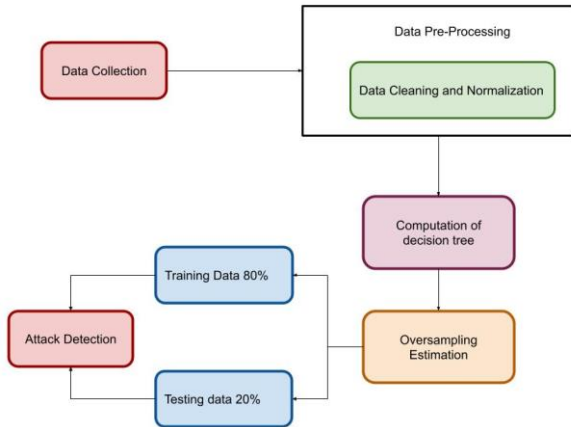 Data Pre-Processing
Data Collection
Data Cleaning and Normalization
Computation of
decision tree
Training Data 80%
Oversampling
Estimation
Attack Detection
Testing data 20%